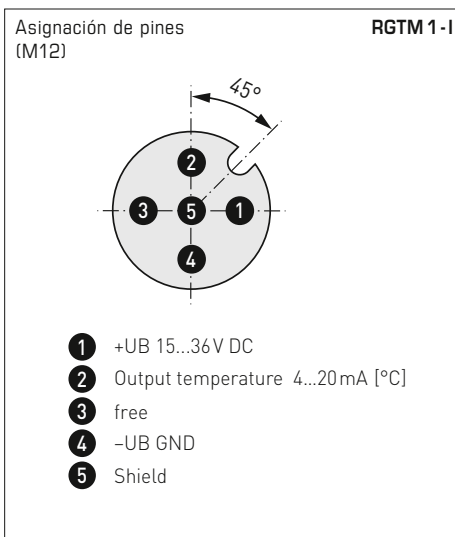 Asignación de pines RGTM 1 - I
(M12)
45°
2
3 5 1
4
1 +UB 15...36 V DC
2 Output temperature 4...20 mA [°C]
3 free
4 –UB GND
5 Shield